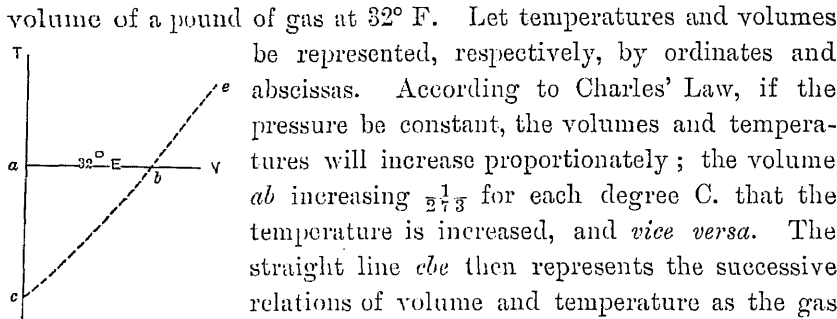 volume of a pound of gas at 32° F. Let temperatures and volumes
T
be represented, respectively, by ordinates and
e
abscissas. According to Charles' Law, if the
pressure be constant, the volumes and tempera-
a
32° F
V
tures will increase proportionately ; the volume
b
ab increasing 1/273 for each degree C. that the
temperature is increased, and vice versa. The
c
straight line cbe then represents the successive
relations of volume and temperature as the gas